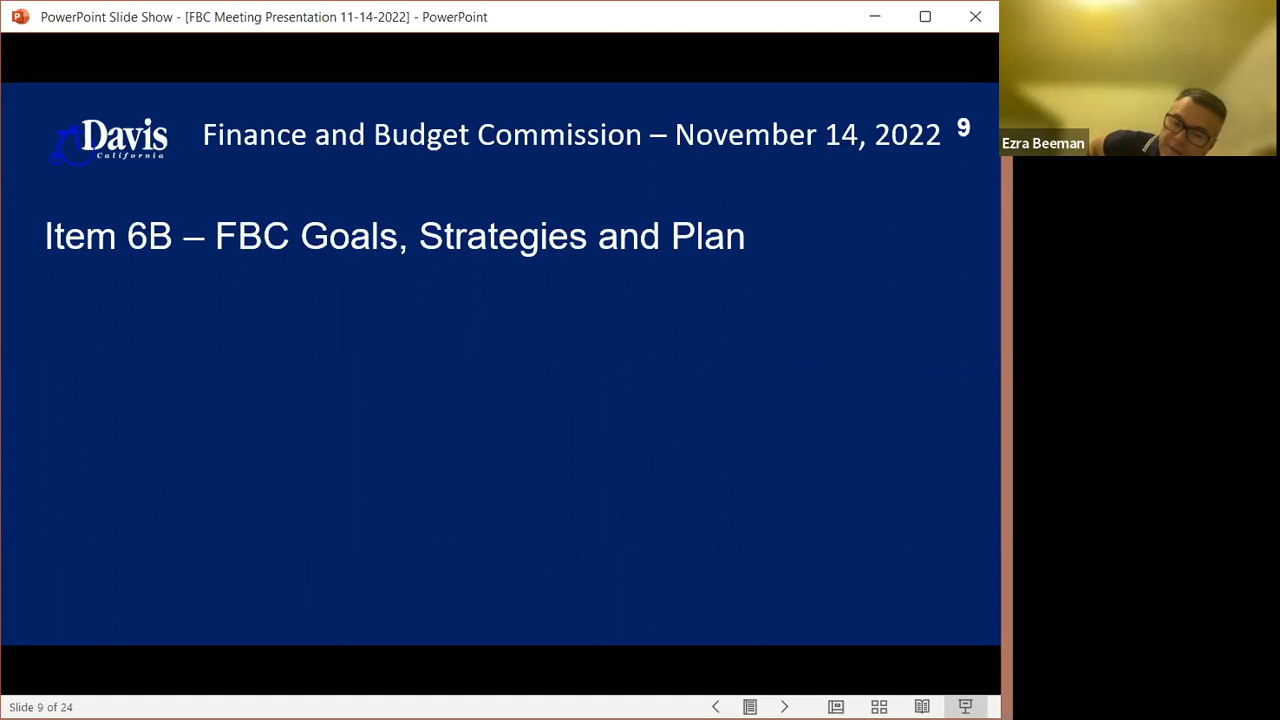 PowerPoint Slide Show - [FBC Meeting Presentation 11-14-2022] - PowerPoint
Davis
California
Finance and Budget Commission – November 14, 2022 9
Ezra Beeman
Item 6B – FBC Goals, Strategies and Plan
Slide 9 of 24